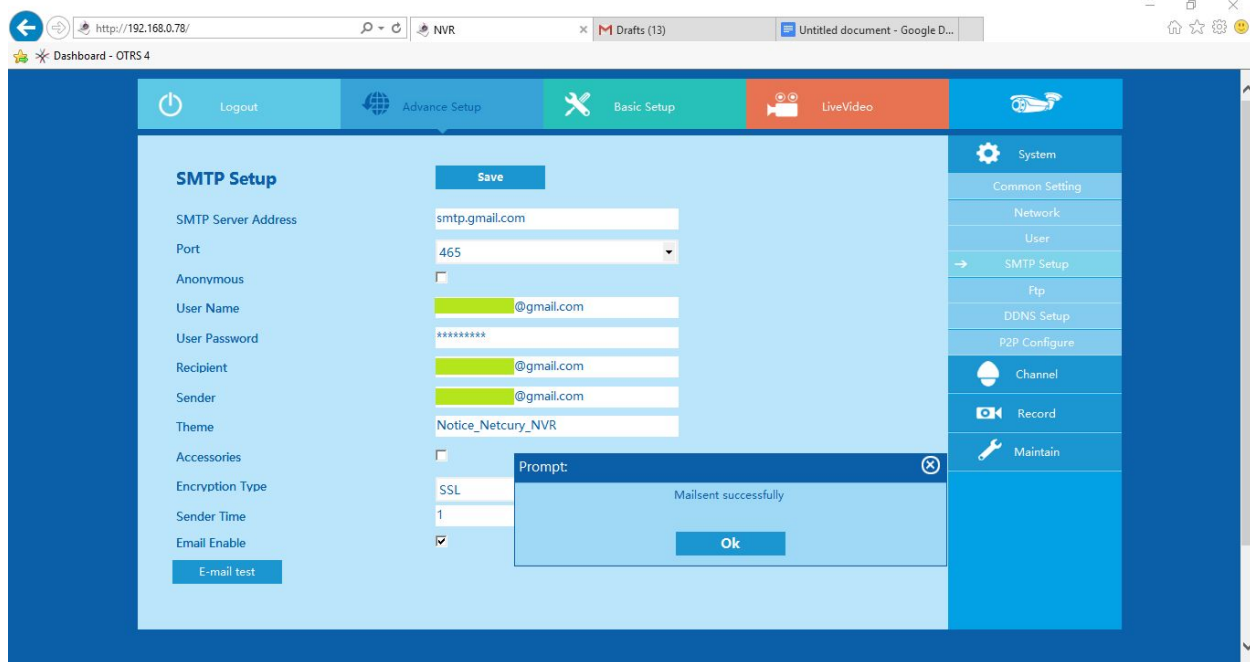 http://192.168.0.78/
NVR
Drafts (13)
Untitled document - Google D...
Dashboard - OTRS 4
Logout
Advance Setup
Basic Setup
LiveVideo
SMTP Setup
Save
SMTP Server Address
smtp.gmail.com
Port
465
Anonymous
User Name
@gmail.com
User Password
*********
Recipient
@gmail.com
Sender
@gmail.com
Theme
Notice_Netcury_NVR
Accessories
Encryption Type
SSL
Sender Time
1
Email Enable
E-mail test
Prompt:
Mailsent successfully
Ok
System
Common Setting
Network
User
SMTP Setup
Ftp
DDNS Setup
P2P Configure
Channel
Record
Maintain